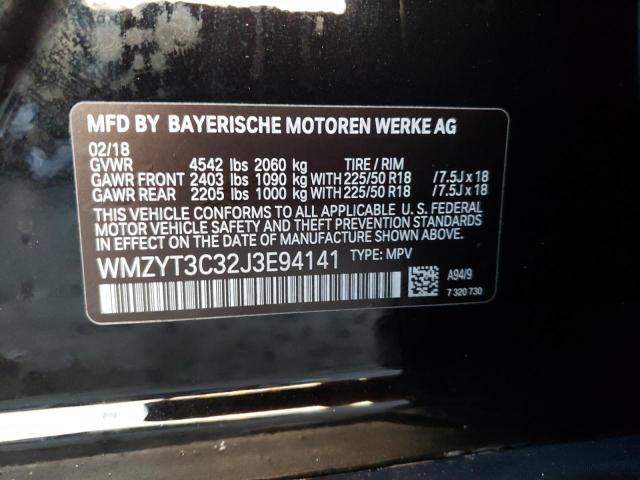 MFD BY BAYERISCHE MOTOREN WERKE AG
02/18
GVWR 4542 lbs 2060 kg TIRE / RIM
GAWR FRONT 2403 lbs 1090 kg WITH 225/50 R18 /7.5J x 18
GAWR REAR 2205 lbs 1000 kg WITH 225/50 R18 /7.5J x 18
THIS VEHICLE CONFORMS TO ALL APPLICABLE U.S. FEDERAL
MOTOR VEHICLE SAFETY AND THEFT PREVENTION STANDARDS
IN EFFECT ON THE DATE OF MANUFACTURE SHOWN ABOVE.
WMZYT3C32J3E94141 TYPE: MPV
A94/9
7 320 730